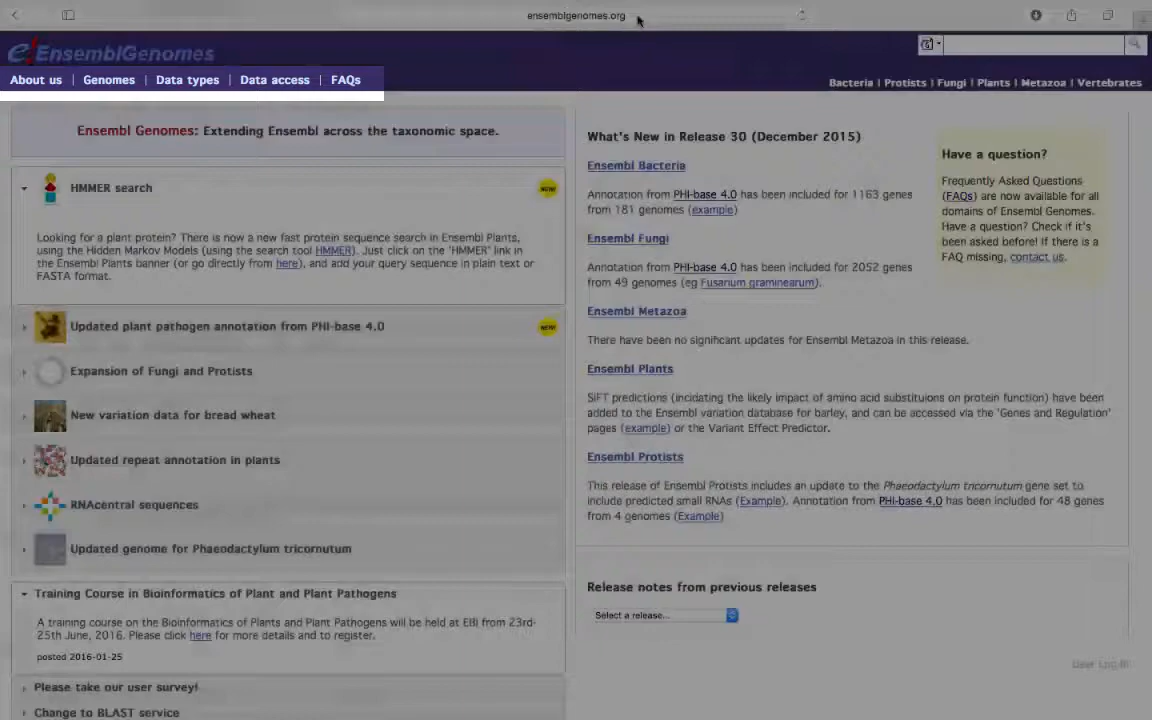 ensemblgenomes.org
e!EnsemblGenomes
About us | Genomes | Data types | Data access | FAQs
Bacteria | Protists | Fungi | Plants | Metazoa | Vertebrates
Ensembl Genomes: Extending Ensembl across the taxonomic space.
HMMER search
NEW!
Looking for a plant protein? There is now a new fast protein sequence search in Ensembl Plants,
using the Hidden Markov Models (using the search tool HMMER). Just click on the 'HMMER' link in
the Ensembl Plants banner (or go directly from here), and add your query sequence in plain text or
FASTA format.
Updated plant pathogen annotation from PHI-base 4.0
NEW!
Expansion of Fungi and Protists
New variation data for bread wheat
Updated repeat annotation in plants
RNAcentral sequences
Updated genome for Phaeodactylum tricornutum
Training Course in Bioinformatics of Plant and Plant Pathogens
A training course on the Bioinformatics of Plants and Plant Pathogens will be held at EBI from 23rd-
25th June, 2016. Please click here for more details and to register.
posted 2016-01-25
Please take our user survey!
Change to BLAST service
What's New in Release 30 (December 2015)
Ensembl Bacteria
Annotation from PHI-base 4.0 has been included for 1163 genes
from 181 genomes (example)
Ensembl Fungi
Annotation from PHI-base 4.0 has been included for 2052 genes
from 49 genomes (eg Fusarium graminearum).
Ensembl Metazoa
There have been no significant updates for Ensembl Metazoa in this release.
Ensembl Plants
SIFT predictions (incidating the likely impact of amino acid substituions on protein function) have been
added to the Ensembl variation database for barley, and can be accessed via the 'Genes and Regulation'
pages (example) or the Variant Effect Predictor.
Ensembl Protists
This release of Ensembl Protists includes an update to the Phaeodactylum tricornutum gene set to
include predicted small RNAs (Example). Annotation from PHI-base 4.0 has been included for 48 genes
from 4 genomes (Example)
Have a question?
Frequently Asked Questions
(FAQs) are now available for all
domains of Ensembl Genomes.
Have a question? Check if it's
been asked before! If there is a
FAQ missing, contact us.
Release notes from previous releases
Select a release...
User Log In